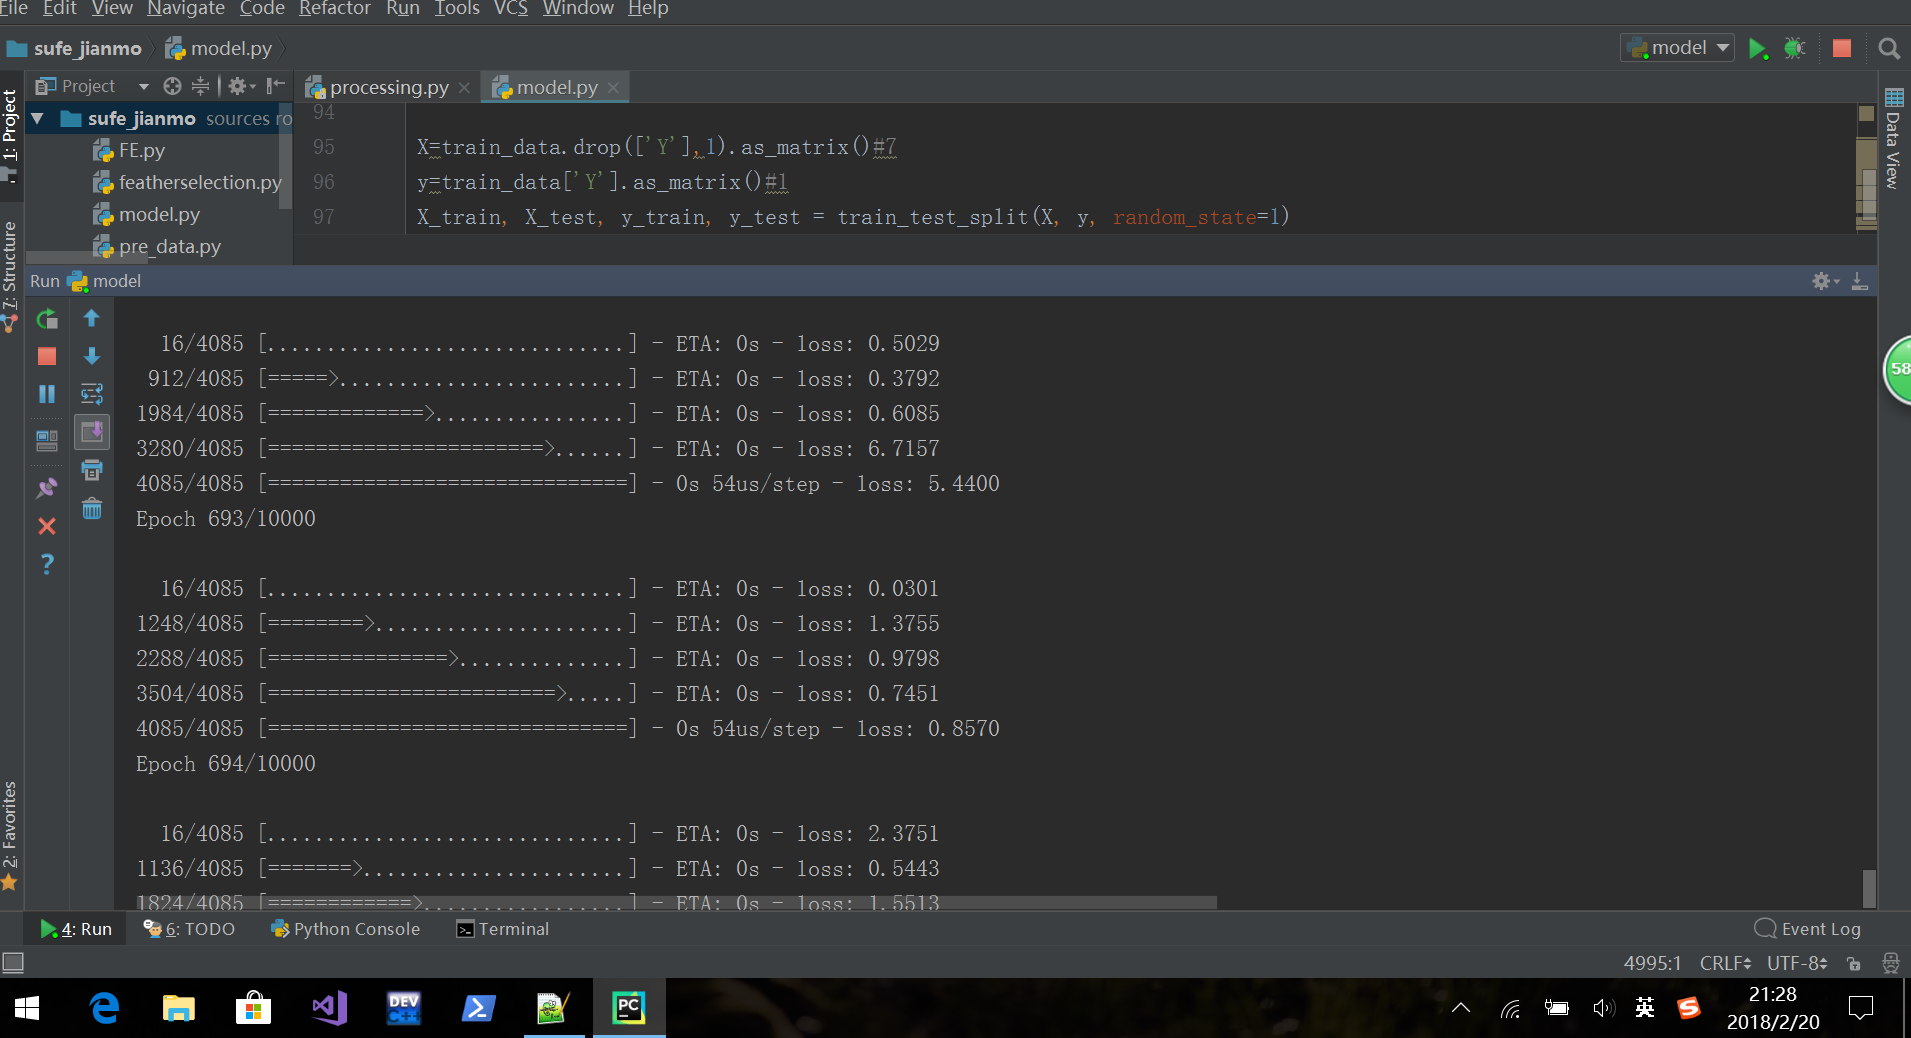 File Edit View Navigate Code Refactor Run Tools VCS Window Help
sufe_jianmo model.py model
Project processing.py model.py
1: Project
sufe_jianmo sources ro
FE.py
featherselection.py
model.py
pre_data.py
94
95 X=train_data.drop(['Y'],1).as_matrix()#7
96 y=train_data['Y'].as_matrix()#1
97 X_train, X_test, y_train, y_test = train_test_split(X, y, random_state=1)
Data View
7: Structure
Run model
16/4085 [..............................] - ETA: 0s - loss: 0.5029
912/4085 [=====>........................] - ETA: 0s - loss: 0.3792
1984/4085 [=============>................] - ETA: 0s - loss: 0.6085
3280/4085 [=======================>......] - ETA: 0s - loss: 6.7157
4085/4085 [==============================] - 0s 54us/step - loss: 5.4400
Epoch 693/10000
16/4085 [..............................] - ETA: 0s - loss: 0.0301
1248/4085 [========>.....................] - ETA: 0s - loss: 1.3755
2288/4085 [===============>..............] - ETA: 0s - loss: 0.9798
3504/4085 [========================>.....] - ETA: 0s - loss: 0.7451
4085/4085 [==============================] - 0s 54us/step - loss: 0.8570
Epoch 694/10000
16/4085 [..............................] - ETA: 0s - loss: 2.3751
1136/4085 [=======>......................] - ETA: 0s - loss: 0.5443
1824/4085 [============>.................] - ETA: 0s - loss: 1.5513
58
2: Favorites
4: Run 6: TODO Python Console Terminal Event Log
4995:1 CRLF UTF-8
DEV C++ PC 英 S
21:28
2018/2/20